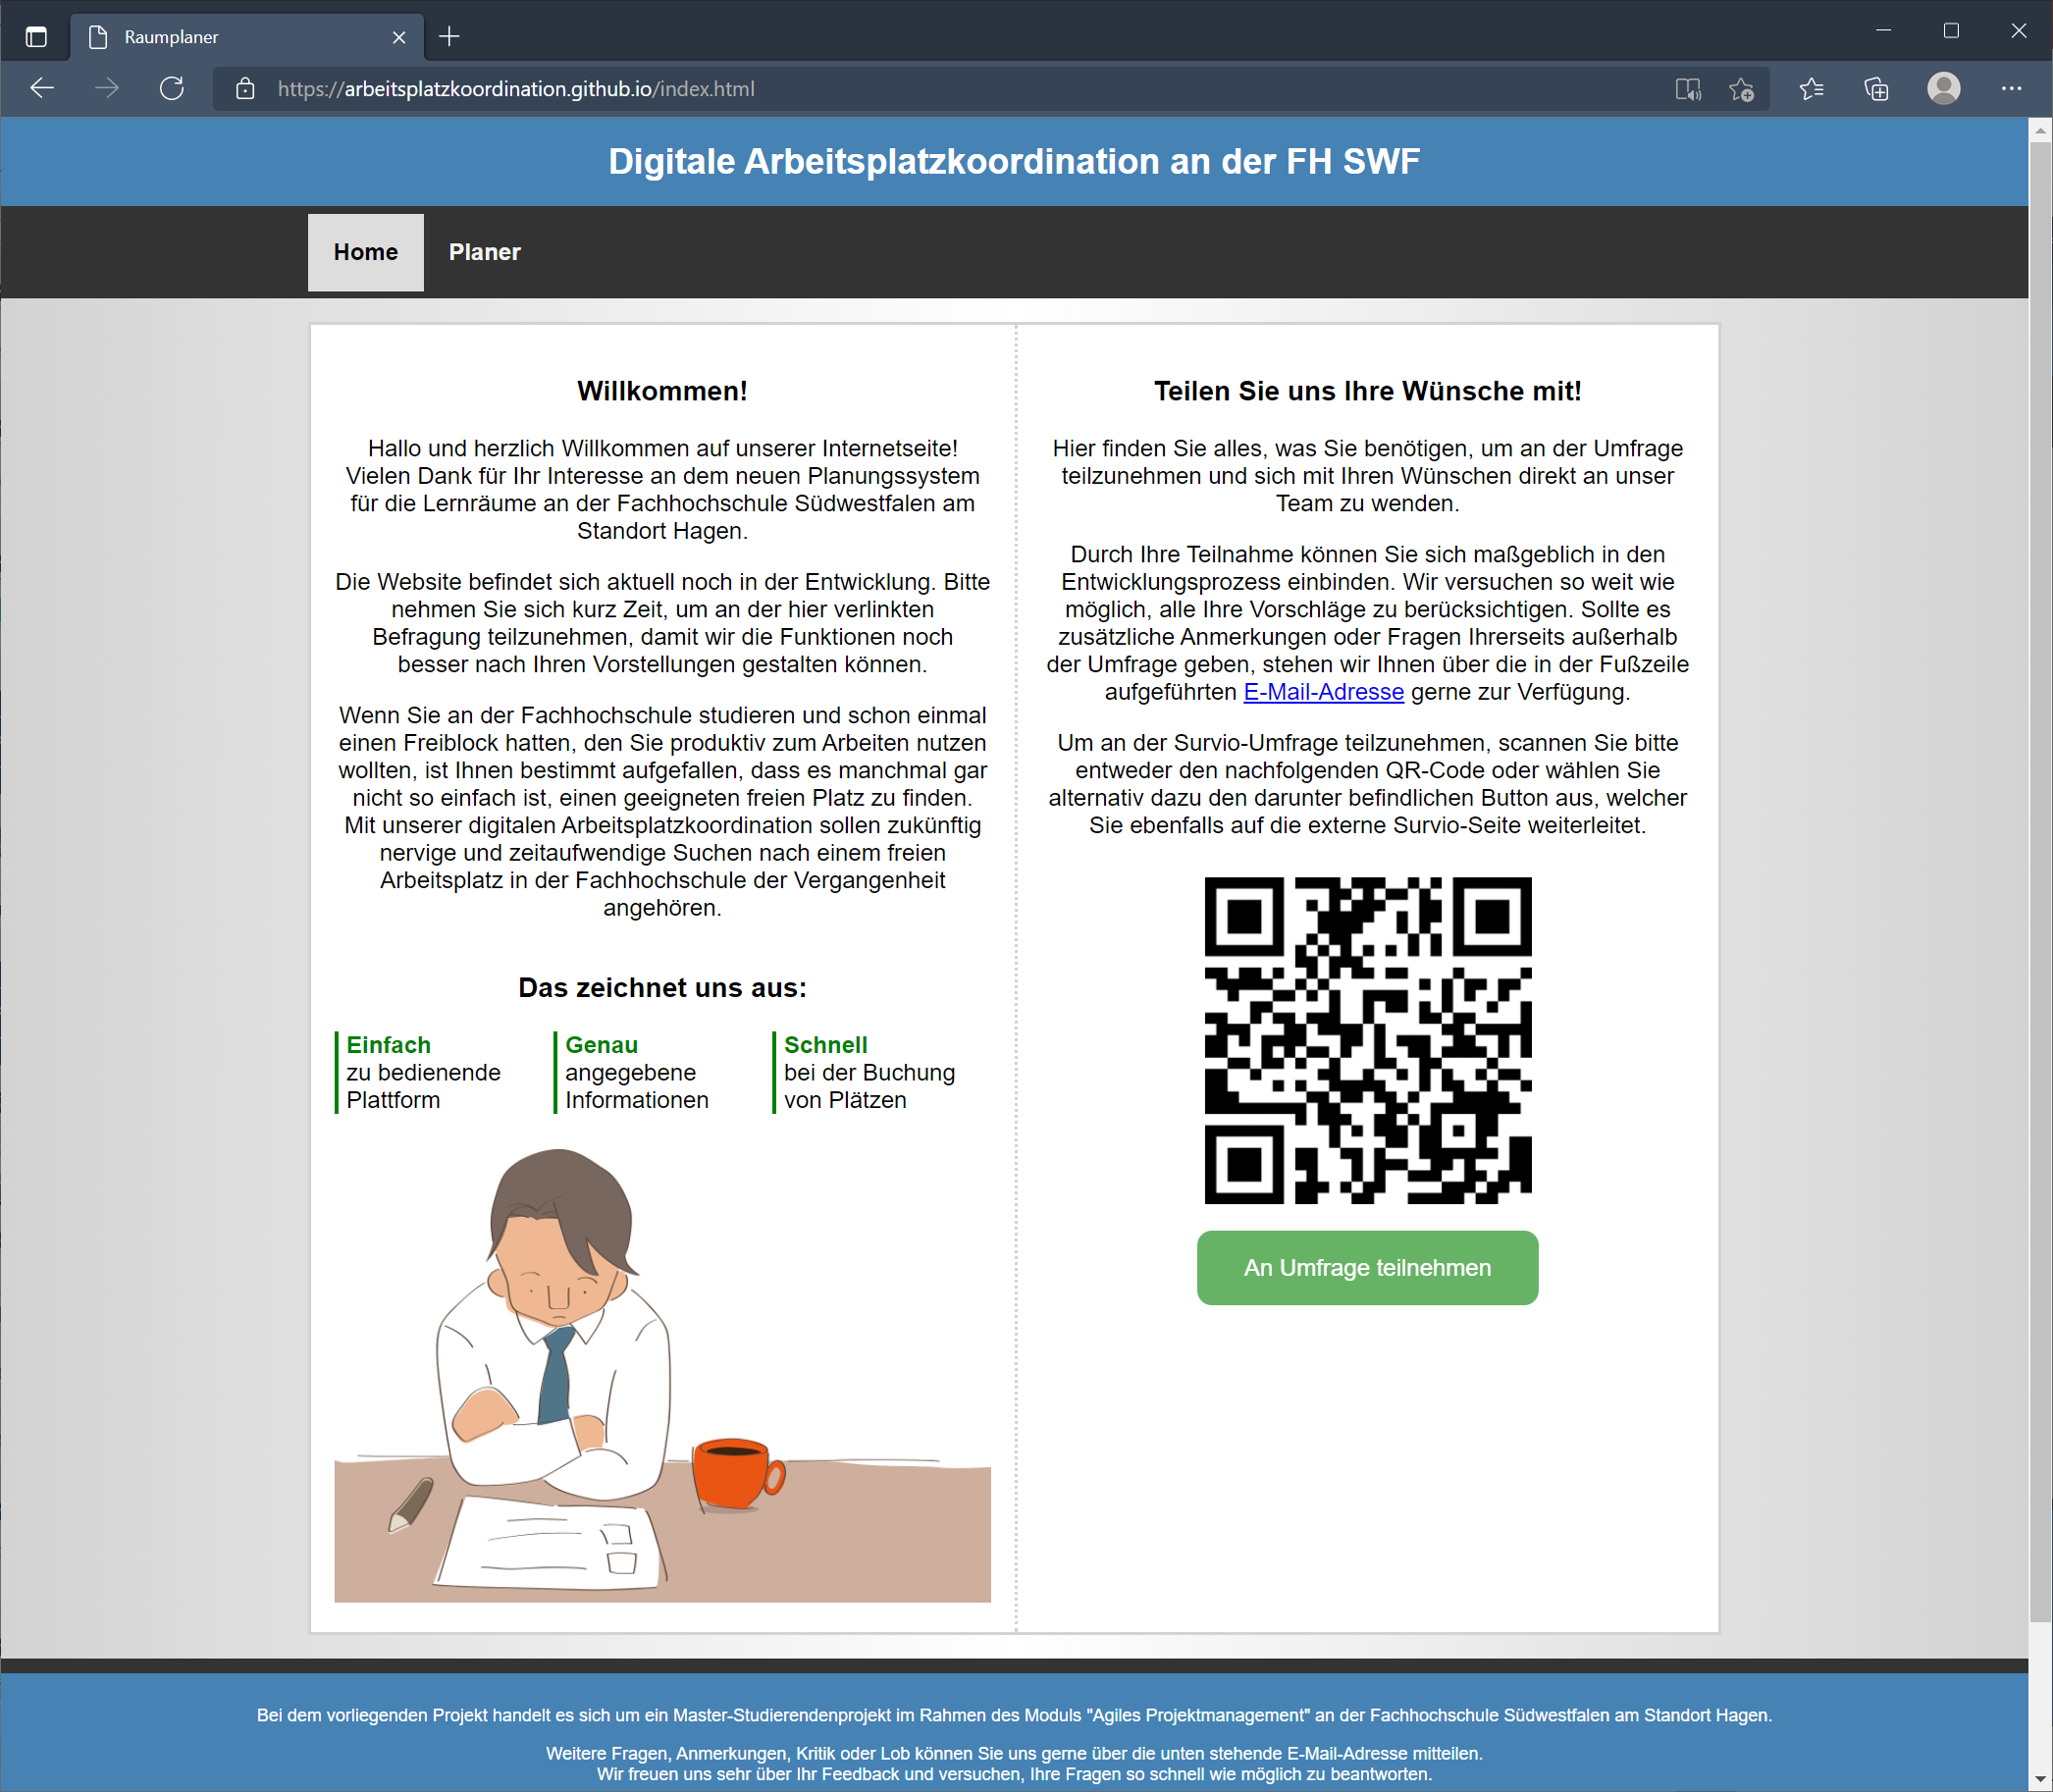 Raumplaner
https://arbeitsplatzkoordination.github.io/index.html
Digitale Arbeitsplatzkoordination an der FH SWF
Home Planer
Willkommen!
Hallo und herzlich Willkommen auf unserer Internetseite!
Vielen Dank für Ihr Interesse an dem neuen Planungssystem
für die Lernräume an der Fachhochschule Südwestfalen am
Standort Hagen.
Die Website befindet sich aktuell noch in der Entwicklung. Bitte
nehmen Sie sich kurz Zeit, um an der hier verlinkten
Befragung teilzunehmen, damit wir die Funktionen noch
besser nach Ihren Vorstellungen gestalten können.
Wenn Sie an der Fachhochschule studieren und schon einmal
einen Freiblock hatten, den Sie produktiv zum Arbeiten nutzen
wollten, ist Ihnen bestimmt aufgefallen, dass es manchmal gar
nicht so einfach ist, einen geeigneten freien Platz zu finden.
Mit unserer digitalen Arbeitsplatzkoordination sollen zukünftig
nervige und zeitaufwendige Suchen nach einem freien
Arbeitsplatz in der Fachhochschule der Vergangenheit
angehören.
Das zeichnet uns aus:
Einfach
zu bedienende
Plattform
Genau
angegebene
Informationen
Schnell
bei der Buchung
von Plätzen
Teilen Sie uns Ihre Wünsche mit!
Hier finden Sie alles, was Sie benötigen, um an der Umfrage
teilzunehmen und sich mit Ihren Wünschen direkt an unser
Team zu wenden.
Durch Ihre Teilnahme können Sie sich maßgeblich in den
Entwicklungsprozess einbinden. Wir versuchen so weit wie
möglich, alle Ihre Vorschläge zu berücksichtigen. Sollte es
zusätzliche Anmerkungen oder Fragen Ihrerseits außerhalb
der Umfrage geben, stehen wir Ihnen über die in der Fußzeile
aufgeführten E-Mail-Adresse gerne zur Verfügung.
Um an der Survio-Umfrage teilzunehmen, scannen Sie bitte
entweder den nachfolgenden QR-Code oder wählen Sie
alternativ dazu den darunter befindlichen Button aus, welcher
Sie ebenfalls auf die externe Survio-Seite weiterleitet.
An Umfrage teilnehmen
Bei dem vorliegenden Projekt handelt es sich um ein Master-Studierendenprojekt im Rahmen des Moduls "Agiles Projektmanagement" an der Fachhochschule Südwestfalen am Standort Hagen.
Weitere Fragen, Anmerkungen, Kritik oder Lob können Sie uns gerne über die unten stehende E-Mail-Adresse mitteilen.
Wir freuen uns sehr über Ihr Feedback und versuchen, Ihre Fragen so schnell wie möglich zu beantworten.